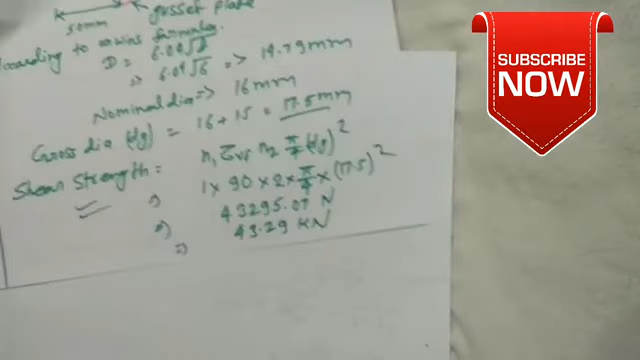 50mm gusset plate
According to unwins formula
D = 6.04√t
=> 6.04√6 => 14.79mm
Nominal dia => 16mm
Gross dia (dg) = 16 + 1.5 = 17.5mm
Shear Strength = n₁ τvf n₂ π/4 (dg)²
=) 1 × 90 × 2 × π/4 × (17.5)²
=) 43295.07 N
=) 43.29 KN
SUBSCRIBE
NOW